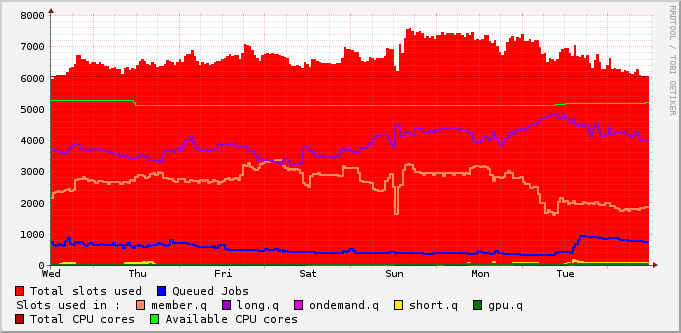 8000
7000
6000
5000
4000
3000
2000
1000
0
Wed Thu Fri Sat Sun Mon Tue
RRDTOOL / TOBI OETIKER
Total slots used Queued Jobs
Slots used in : member.q long.q ondemand.q short.q gpu.q
Total CPU cores Available CPU cores